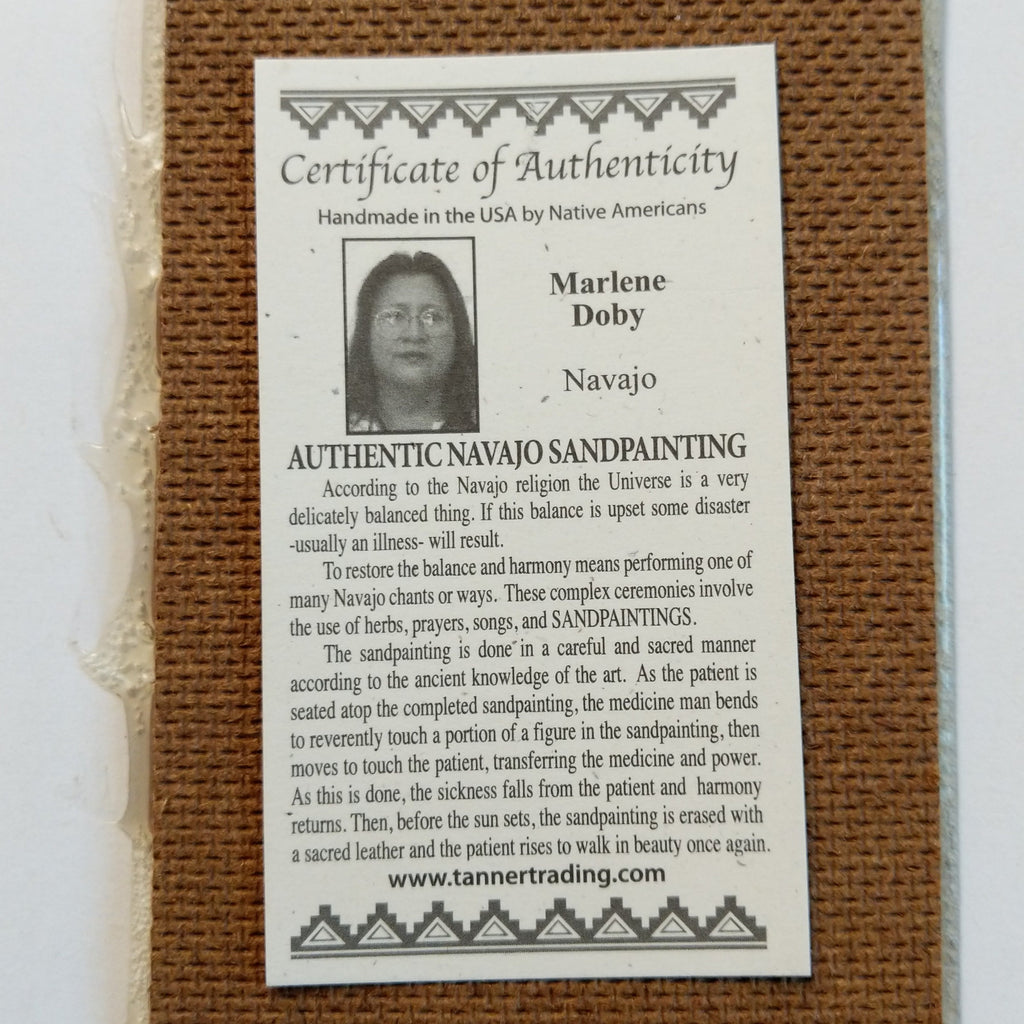 Certificate of Authenticity
Handmade in the USA by Native Americans
Marlene
Doby
Navajo
AUTHENTIC NAVAJO SANDPAINTING
According to the Navajo religion the Universe is a very
delicately balanced thing. If this balance is upset some disaster
-usually an illness- will result.
To restore the balance and harmony means performing one of
many Navajo chants or ways. These complex ceremonies involve
the use of herbs, prayers, songs, and SANDPAINTINGS.
The sandpainting is done in a careful and sacred manner
according to the ancient knowledge of the art. As the patient is
seated atop the completed sandpainting, the medicine man bends
to reverently touch a portion of a figure in the sandpainting, then
moves to touch the patient, transferring the medicine and power.
As this is done, the sickness falls from the patient and harmony
returns. Then, before the sun sets, the sandpainting is erased with
a sacred leather and the patient rises to walk in beauty once again.
www.tannertrading.com